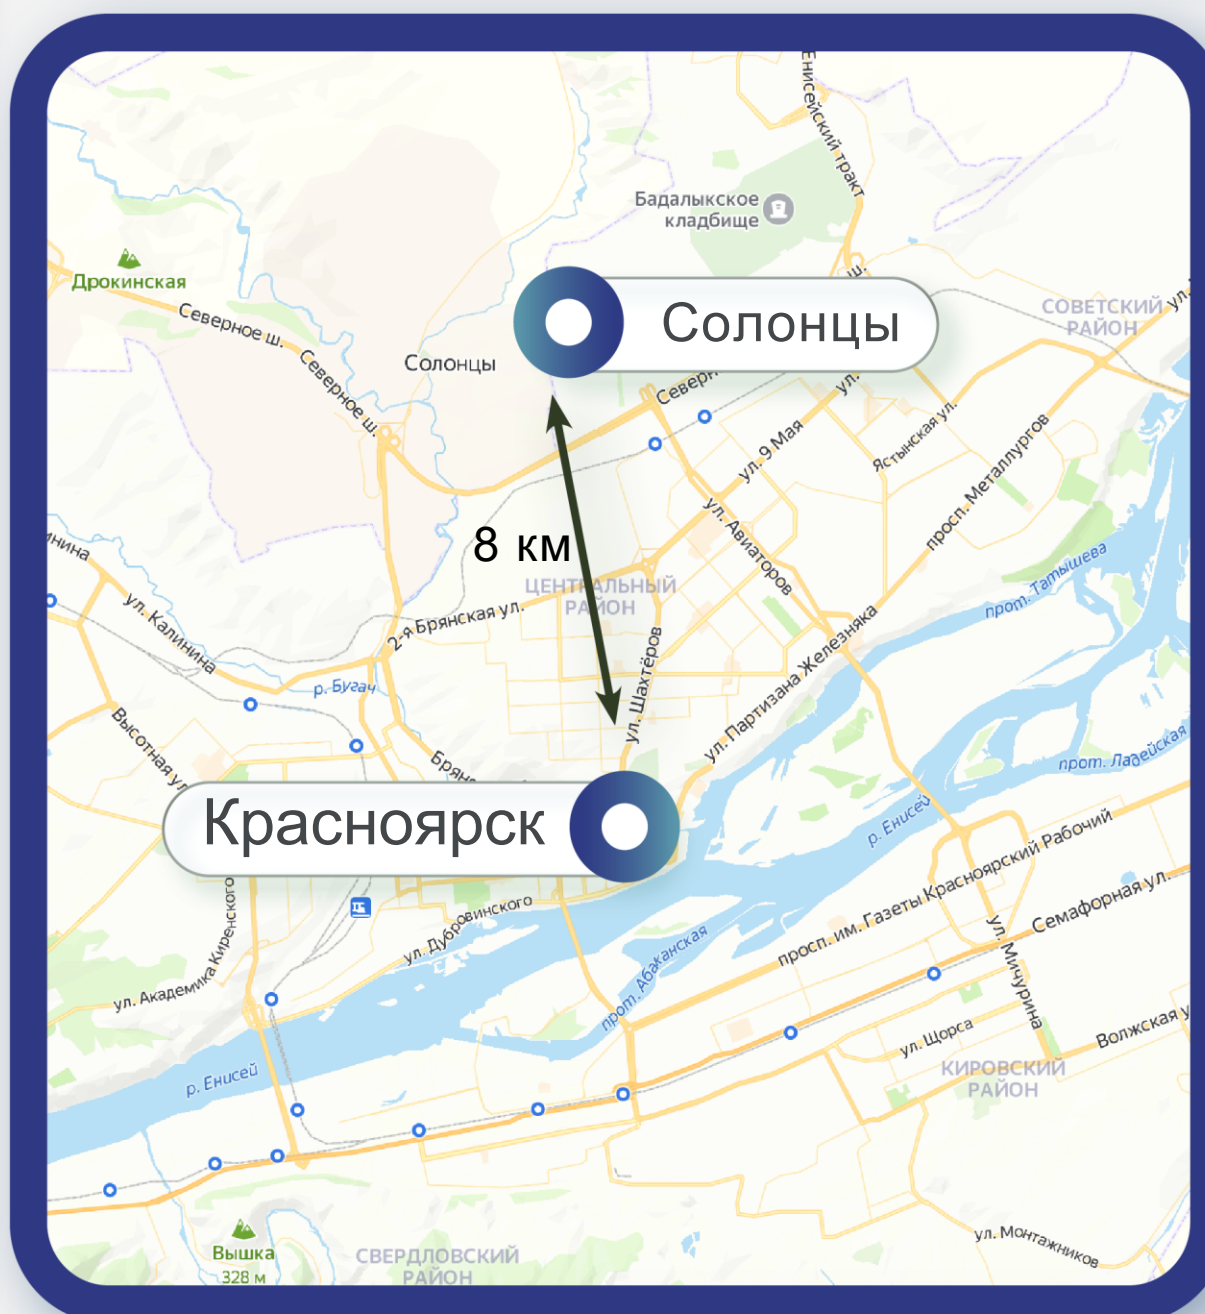 Енисейский тракт
Бадалыкское
кладбище
Дрокинская
Северное ш.
ш.
СОВЕТСКИЙ
РАЙОН
ул.
Солонцы
Солонцы
Северное ш.
Северн
ул.
Ястынская ул.
ул. 9 Мая
просп. Металлургов
ул. Авиаторов
8 км
ЦЕНТРАЛЬНЫЙ
РАЙОН
инина
ул. Калинина
2-я Брянская ул.
прот. Татышева
р. Бугач
ул. Шахтёров
ул. Партизана Железняка
Высотная ул.
Брянс
прот. Ладейская
Красноярск
р. Енисей
просп. им. Газеты Красноярский Рабочий
Семафорная ул.
ул. Академика Киренского
ул. Дубровинского
прот. Абаканская
ул. Мичурина
ул. Щорса
Волжская у
р. Енисей
КИРОВСКИЙ
РАЙОН
Вышка
328 м
СВЕРДЛОВСКИЙ
РАЙОН
ул. Монтажников